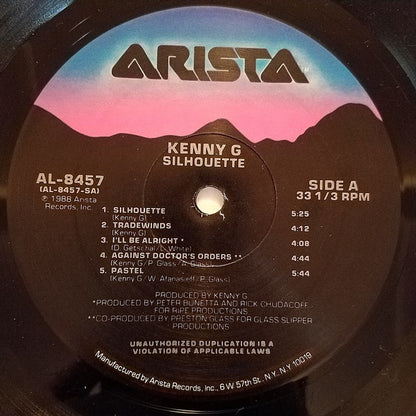 ARISTA
KENNY G
SILHOUETTE
AL-8457
(AL-8457-SA)
℗ 1988 Arista
Records, Inc.
SIDE A
33 1/3 RPM
1. SILHOUETTE 5:25
(Kenny G)
2. TRADEWINDS 4:12
(Kenny G)
3. I'LL BE ALRIGHT * 4:08
(D. Getschal/L. White)
4. AGAINST DOCTOR'S ORDERS ** 4:44
(Kenny G/P. Glass/A. Glass)
5. PASTEL 5:44
(Kenny G/W. Afanasieff/P. Glass)
PRODUCED BY KENNY G
*PRODUCED BY PETER BUNETTA AND RICK CHUDACOFF
FOR RIPE PRODUCTIONS
**CO-PRODUCED BY PRESTON GLASS FOR GLASS SLIPPER
PRODUCTIONS
UNAUTHORIZED DUPLICATION IS A
VIOLATION OF APPLICABLE LAWS
Manufactured by Arista Records, Inc., 6 W 57th St., N.Y., N.Y. 10019